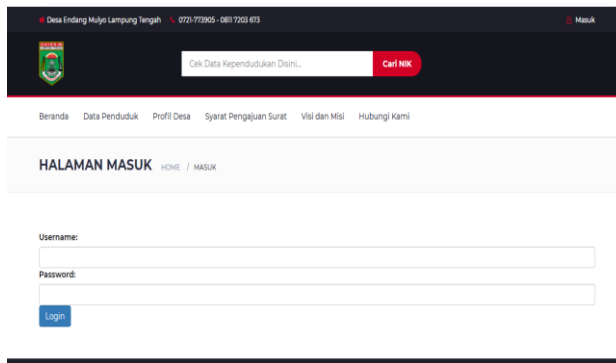 Desa Endang Mulyo Lampung Tengah 0721-773905 - 0811 7203 673 Masuk
Cek Data Kependudukan Disini... Cari NIK
Beranda Data Penduduk Profil Desa Syarat Pengajuan Surat Visi dan Misi Hubungi Kami
HALAMAN MASUK HOME / MASUK
Username:
Password:
Login